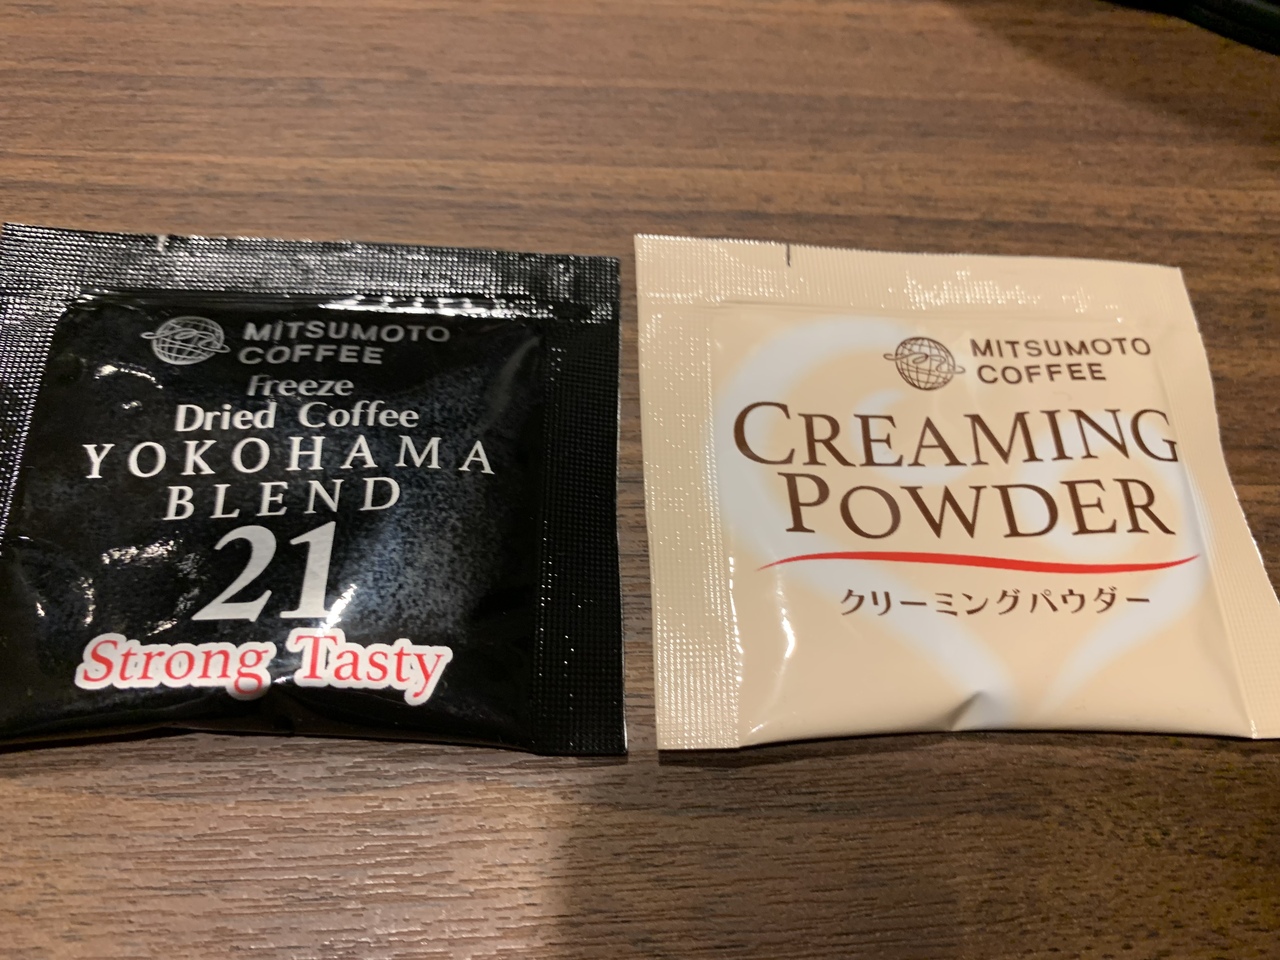 MITSUMOTO
COFFEE
Freeze
Dried Coffee
YOKOHAMA
BLEND
21
Strong Tasty
MITSUMOTO
COFFEE
CREAMING
POWDER
クリーミングパウダー